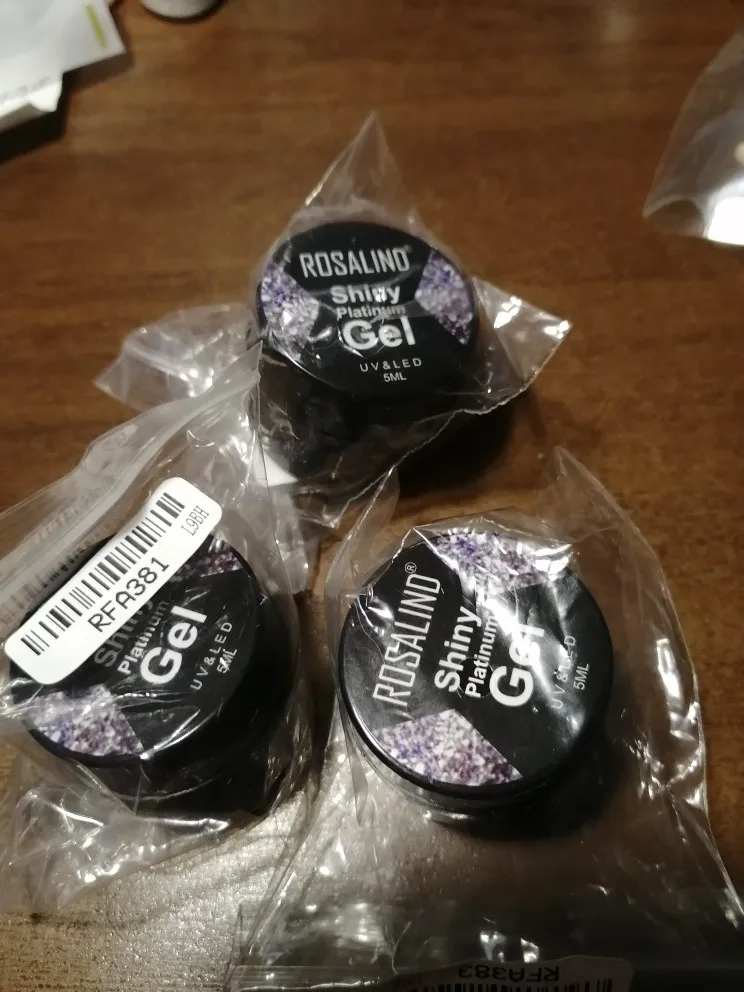 ROSALIND®
Shiny
Platinum
Gel
UV&LED
5ML
L9BH
RFA381
Shiny
Platinum
Gel
UV&LED
5ML
ROSALIND®
Shiny
Platinum
Gel
UV&LED
5ML
RFA383